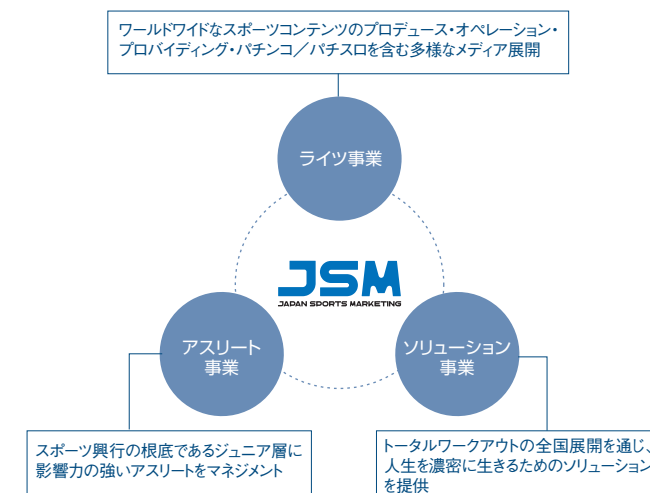 ワールドワイドなスポーツコンテンツのプロデュース・オペレーション・
プロバイディング・パチンコ／パチスロを含む多様なメディア展開
ライツ事業
JSM
JAPAN SPORTS MARKETING
アスリート
事業
ソリューション
事業
スポーツ興行の根底であるジュニア層に
影響力の強いアスリートをマネジメント
トータルワークアウトの全国展開を通じ、
人生を濃密に生きるためのソリューション
を提供